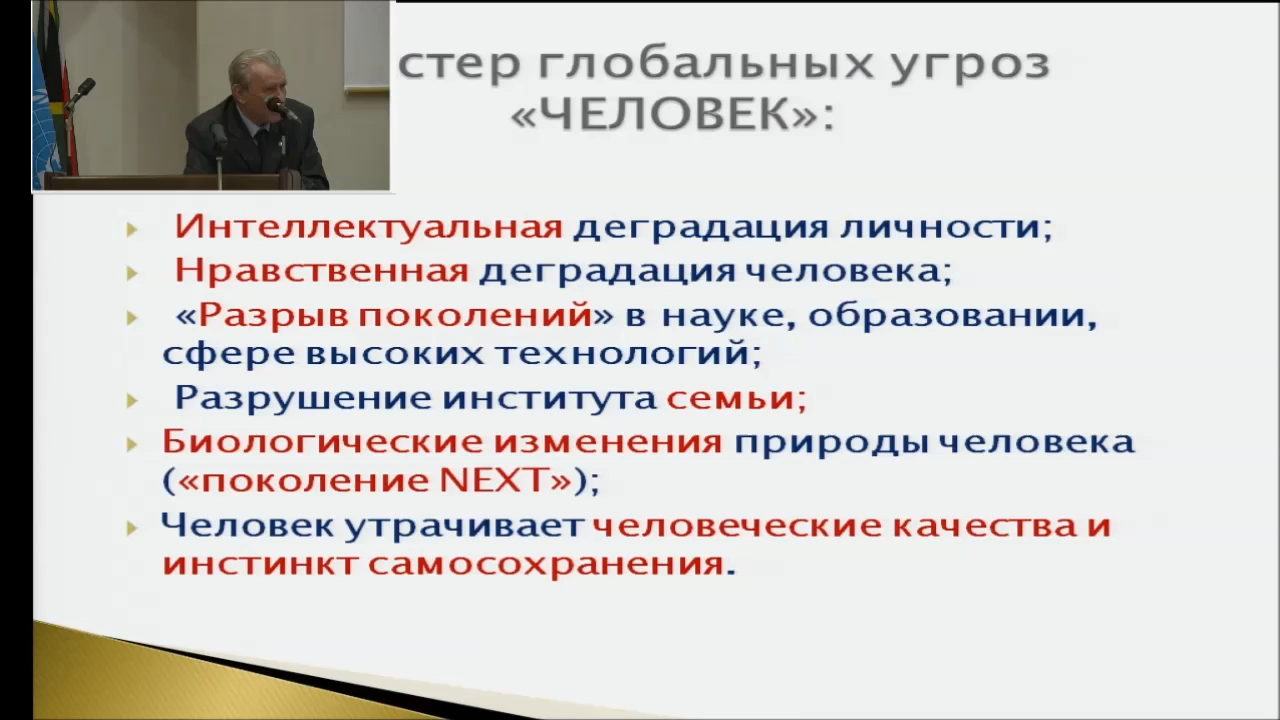 стер глобальных угроз
«ЧЕЛОВЕК»:
Интеллектуальная деградация личности;
Нравственная деградация человека;
«Разрыв поколений» в науке, образовании,
сфере высоких технологий;
Разрушение института семьи;
Биологические изменения природы человека
(«поколение NEXT»);
Человек утрачивает человеческие качества и
инстинкт самосохранения.